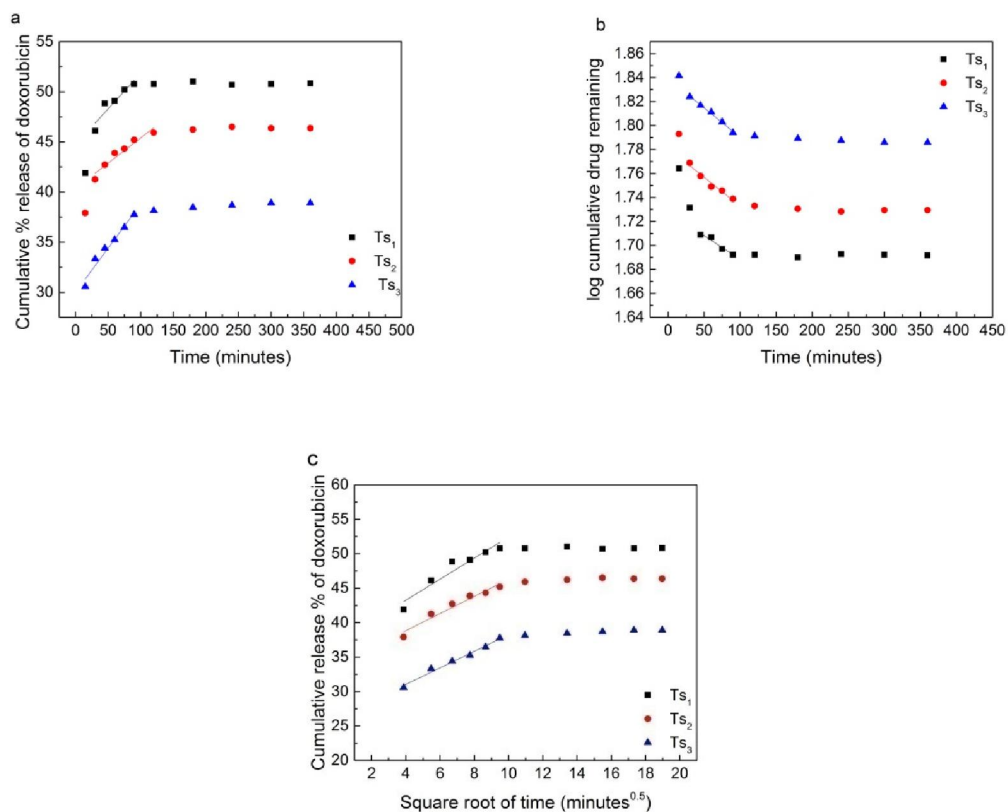 a
Cumulative % release of doxorubicin
55
50
45
40
35
30
0 50 100 150 200 250 300 350 400 450 500
Time (minutes)
Ts₁
Ts₂
Ts₃
b
log cumulative drug remaining
1.86
1.84
1.82
1.80
1.78
1.76
1.74
1.72
1.70
1.68
1.66
1.64
0 50 100 150 200 250 300 350 400 450
Time (minutes)
Ts₁
Ts₂
Ts₃
c
Cumulative release % of doxorubicin
60
55
50
45
40
35
30
25
20
2 4 6 8 10 12 14 16 18 20
Square root of time (minutes⁰·⁵)
Ts₁
Ts₂
Ts₃